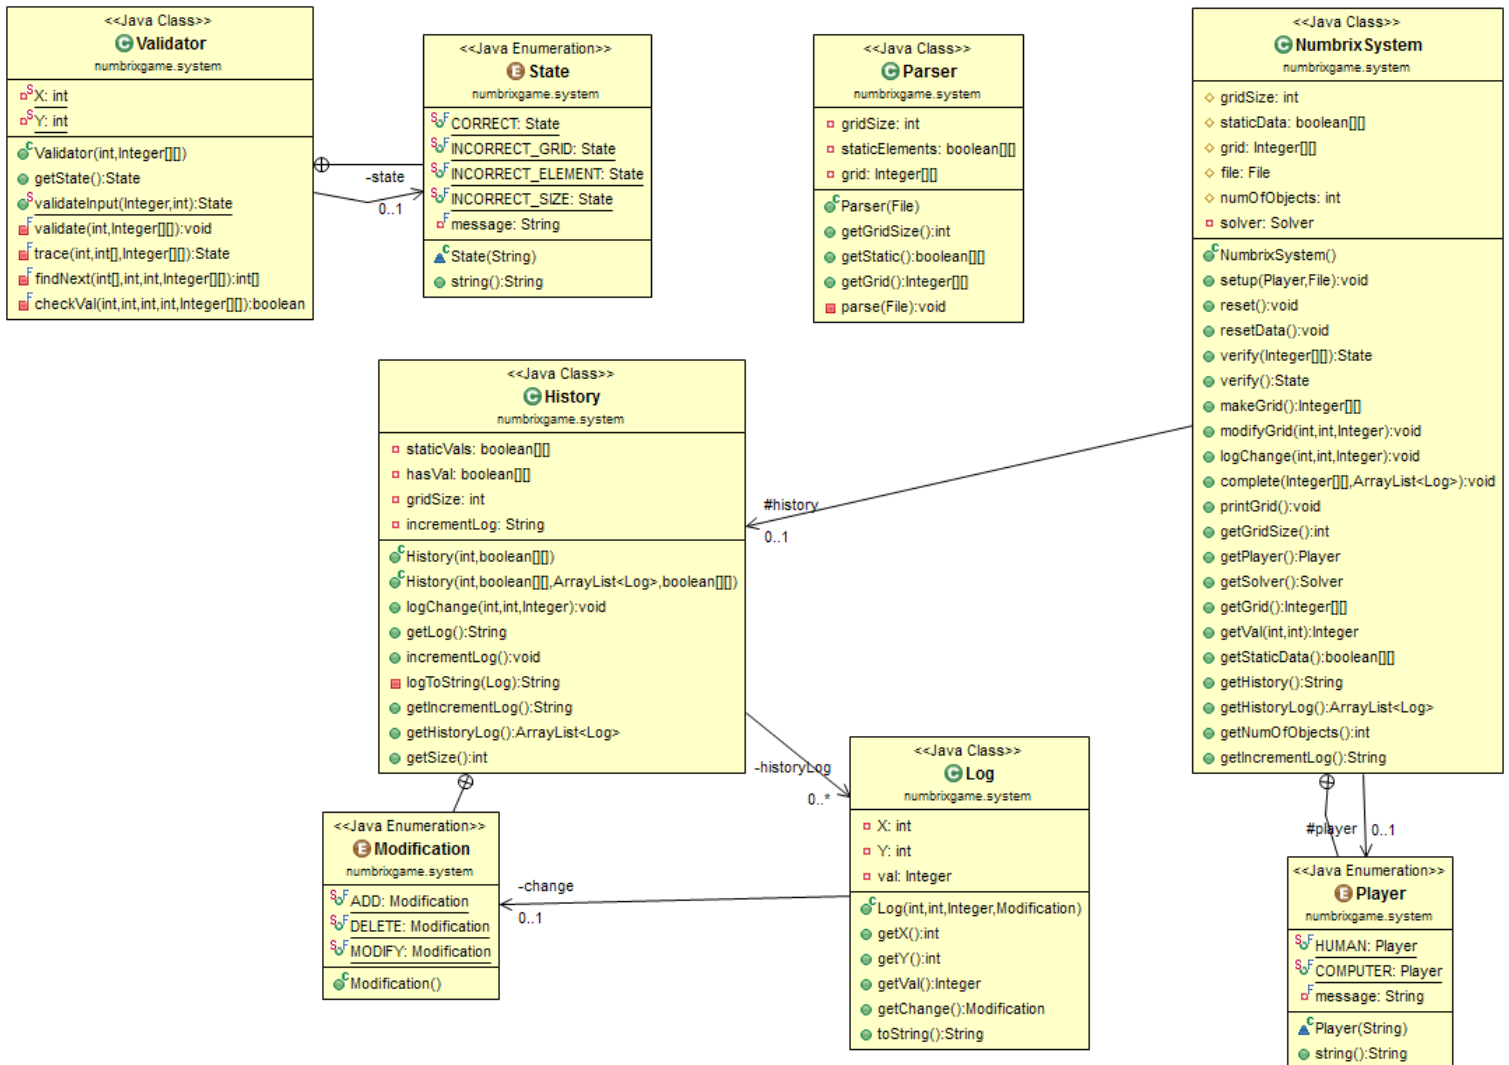 <<Java Class>>
Validator
numbrixgame.system
X: int
Y: int
Validator(int,Integer[][])
getState():State
validateInput(Integer,int):State
validate(int,Integer[][]):void
trace(int,int[],Integer[][]):State
findNext(int[],int,int,Integer[][]):int[]
checkVal(int,int,int,int,Integer[][]):boolean
-state
0..1
<<Java Enumeration>>
State
numbrixgame.system
CORRECT: State
INCORRECT_GRID: State
INCORRECT_ELEMENT: State
INCORRECT_SIZE: State
message: String
State(String)
string():String
<<Java Class>>
Parser
numbrixgame.system
gridSize: int
staticElements: boolean[][]
grid: Integer[][]
Parser(File)
getGridSize():int
getStatic():boolean[][]
getGrid():Integer[][]
parse(File):void
<<Java Class>>
NumbrixSystem
numbrixgame.system
gridSize: int
staticData: boolean[][]
grid: Integer[][]
file: File
numOfObjects: int
solver: Solver
NumbrixSystem()
setup(Player,File):void
reset():void
resetData():void
verify(Integer[][]):State
verify():State
makeGrid():Integer[][]
modifyGrid(int,int,Integer):void
logChange(int,int,Integer):void
complete(Integer[][],ArrayList<Log>):void
printGrid():void
getGridSize():int
getPlayer():Player
getSolver():Solver
getGrid():Integer[][]
getVal(int,int):Integer
getStaticData():boolean[][]
getHistory():String
getHistoryLog():ArrayList<Log>
getNumOfObjects():int
getIncrementLog():String
#history
0..1
<<Java Class>>
History
numbrixgame.system
staticVals: boolean[][]
hasVal: boolean[][]
gridSize: int
incrementLog: String
History(int,boolean[][])
History(int,boolean[][],ArrayList<Log>,boolean[][])
logChange(int,int,Integer):void
getLog():String
incrementLog():void
logToString(Log):String
getIncrementLog():String
getHistoryLog():ArrayList<Log>
getSize():int
-historyLog
0..*
<<Java Class>>
Log
numbrixgame.system
X: int
Y: int
val: Integer
Log(int,int,Integer,Modification)
getX():int
getY():int
getVal():Integer
getChange():Modification
toString():String
-change
0..1
<<Java Enumeration>>
Modification
numbrixgame.system
ADD: Modification
DELETE: Modification
MODIFY: Modification
Modification()
#player
0..1
<<Java Enumeration>>
Player
numbrixgame.system
HUMAN: Player
COMPUTER: Player
message: String
Player(String)
string():String